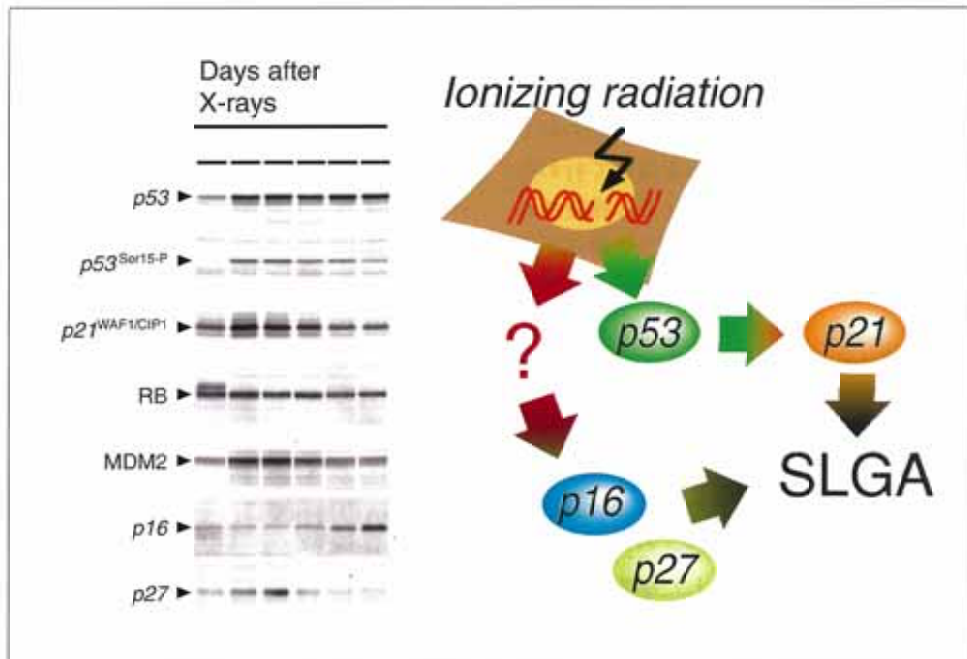 Days after
X-rays
p53
p53Ser15-P
p21WAF1/CIP1
RB
MDM2
p16
p27
Ionizing radiation
?
p53
p21
SLGA
p16
p27